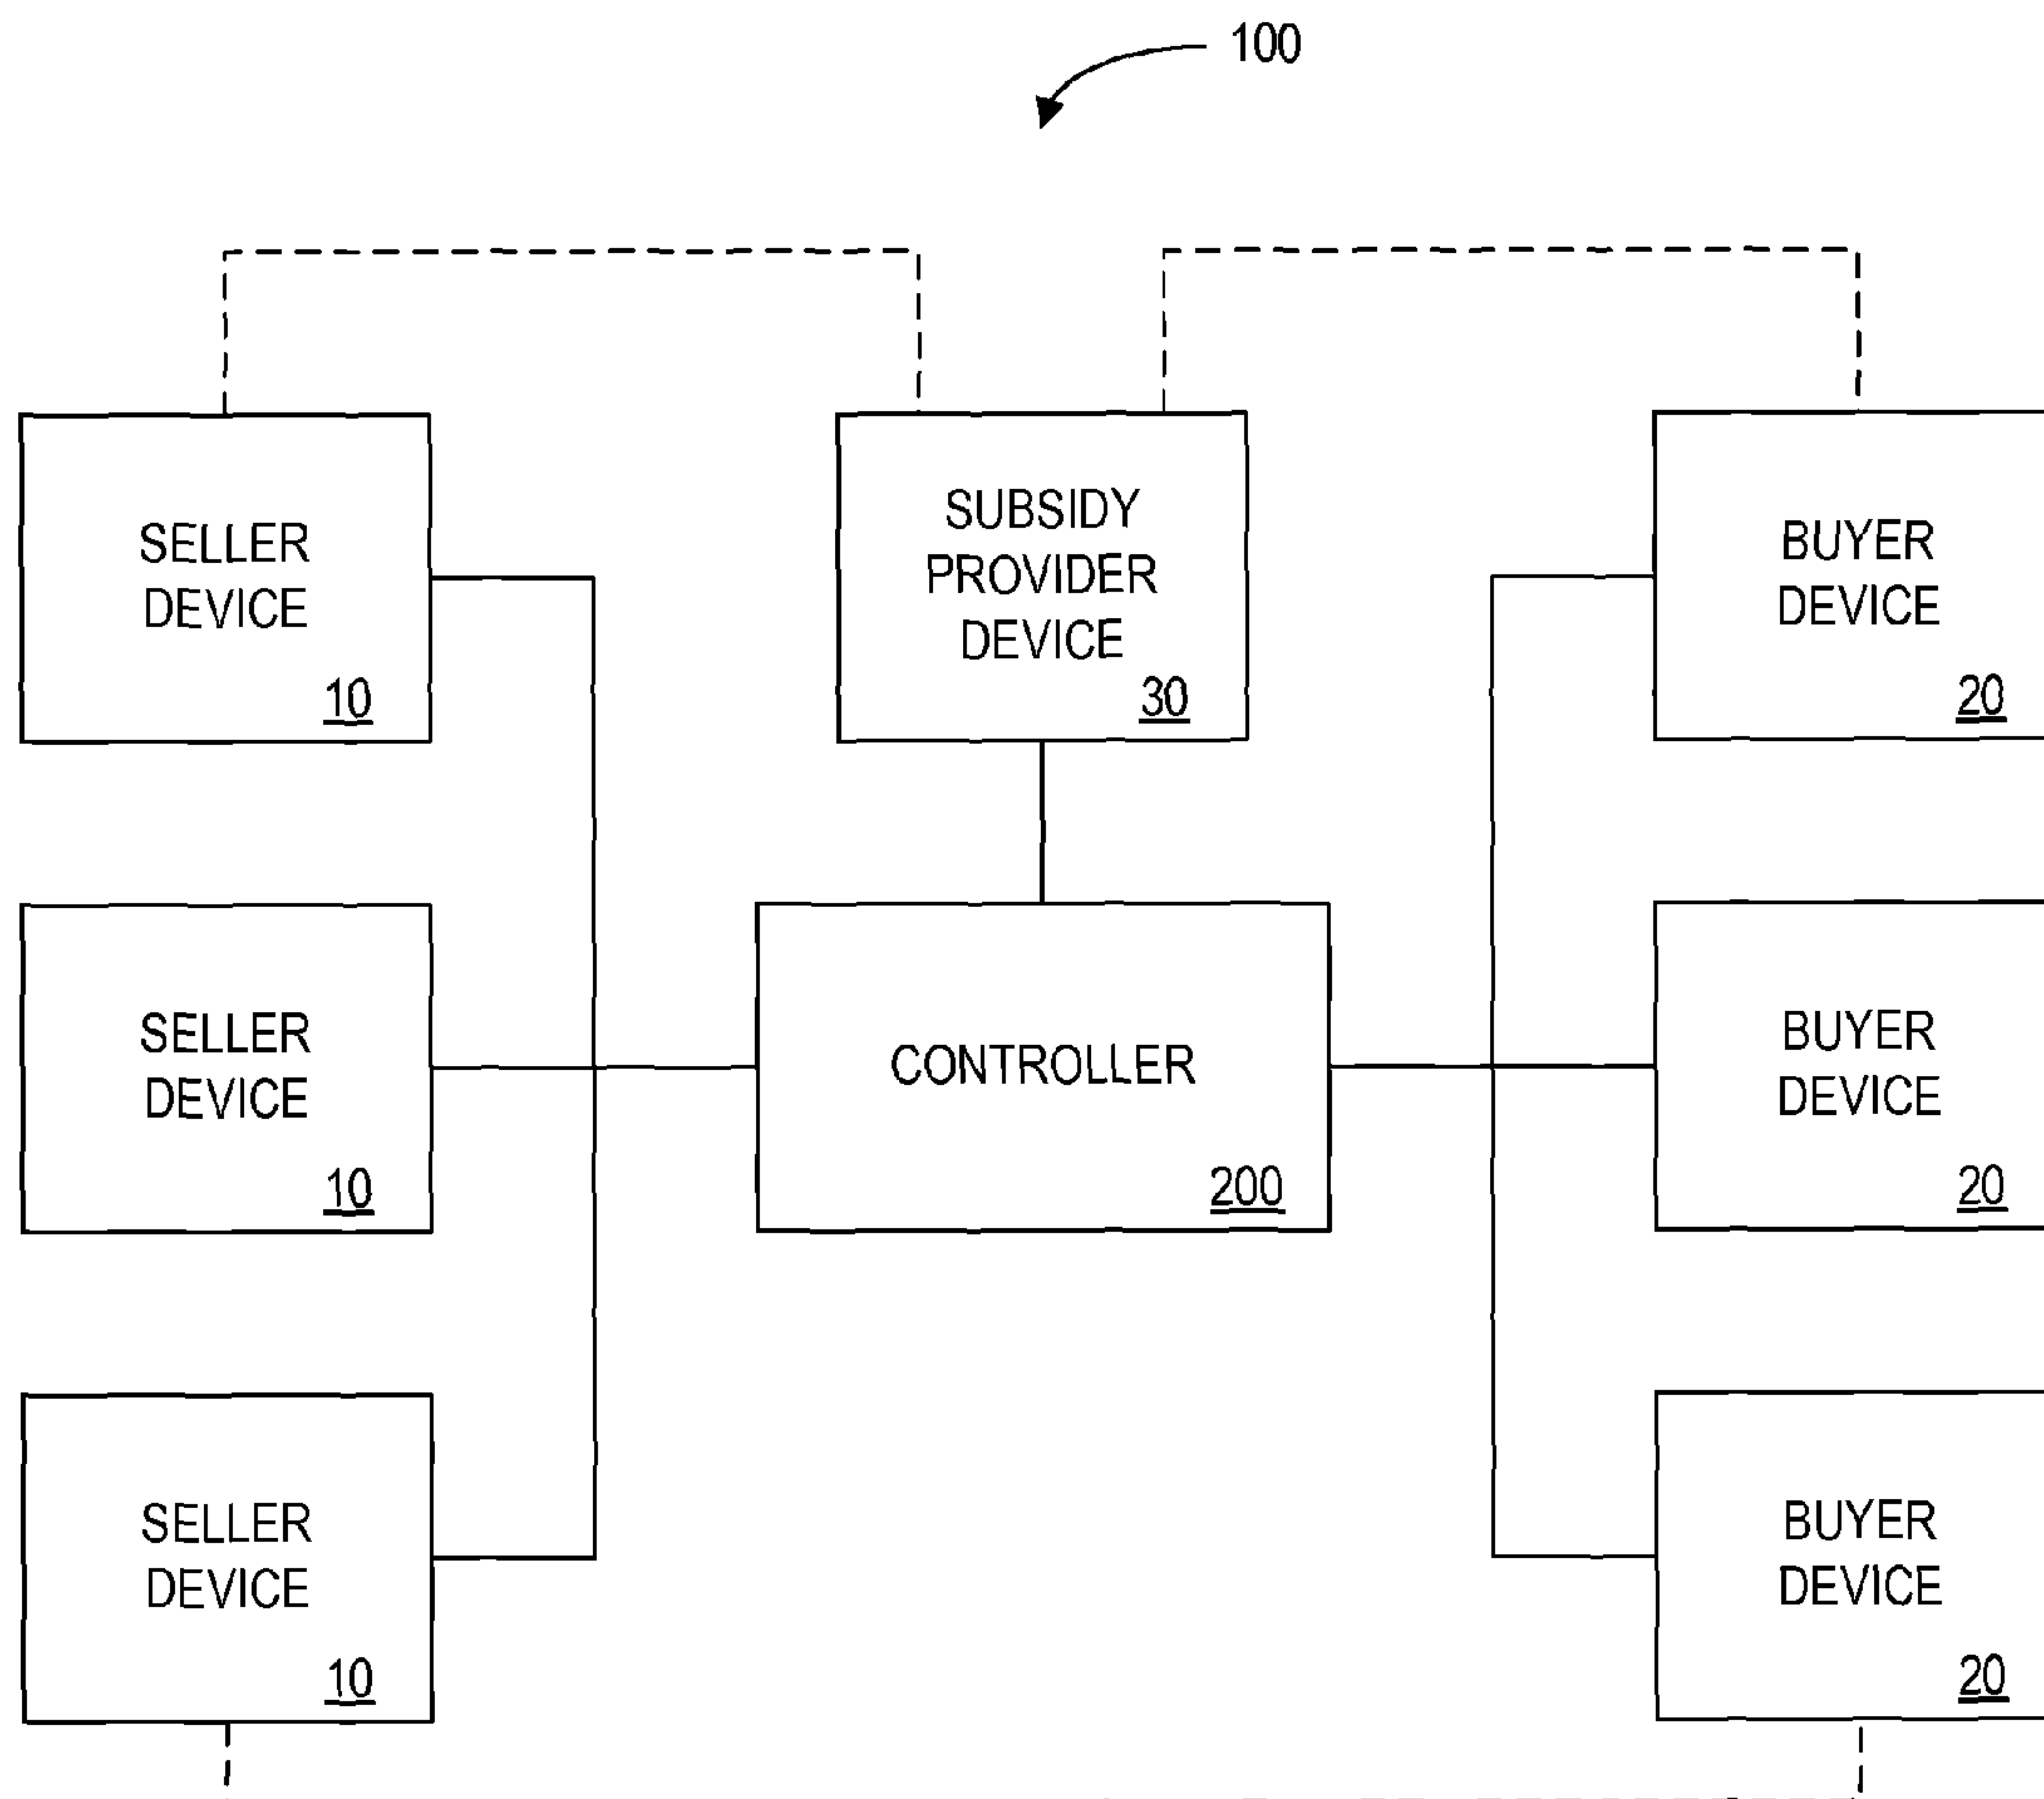 100
SELLER
DEVICE
10
SUBSIDY
PROVIDER
DEVICE
30
BUYER
DEVICE
20
SELLER
DEVICE
10
CONTROLLER
200
BUYER
DEVICE
20
SELLER
DEVICE
10
BUYER
DEVICE
20